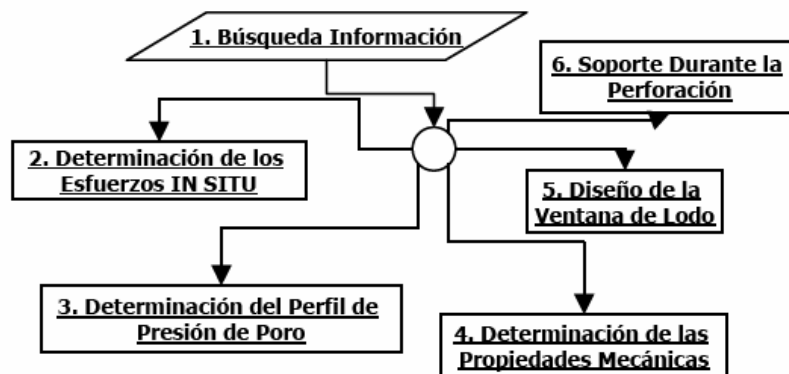 1. Búsqueda Información
6. Soporte Durante la
Perforación
2. Determinación de los
Esfuerzos IN SITU
5. Diseño de la
Ventana de Lodo
3. Determinación del Perfil de
Presión de Poro
4. Determinación de las
Propiedades Mecánicas